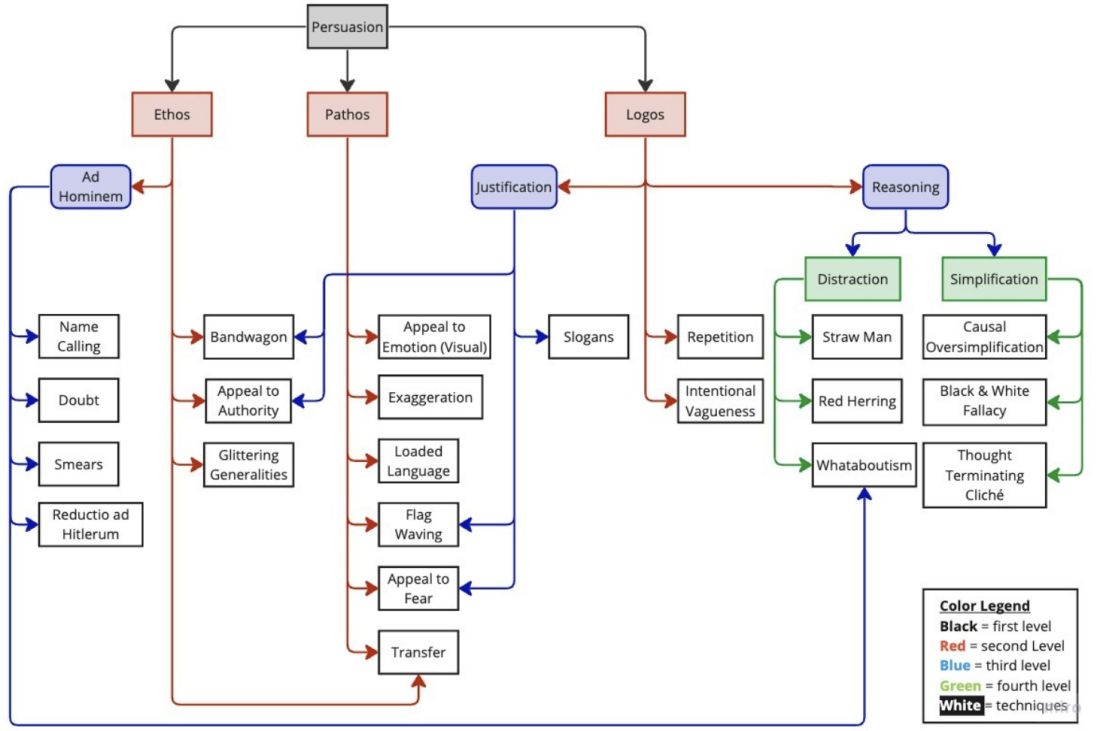 Persuasion
Ethos
Pathos
Logos
Ad
Hominem
Justification
Reasoning
Distraction
Simplification
Name
Calling
Bandwagon
Appeal to
Emotion (Visual)
Slogans
Repetition
Straw Man
Causal
Oversimplification
Doubt
Appeal to
Authority
Exaggeration
Intentional
Vagueness
Red Herring
Black & White
Fallacy
Smears
Glittering
Generalities
Loaded
Language
Whataboutism
Thought
Terminating
Cliché
Reductio ad
Hitlerum
Flag
Waving
Appeal to
Fear
Transfer
Color Legend
Black = first level
Red = second Level
Blue = third level
Green = fourth level
White = techniques
miro